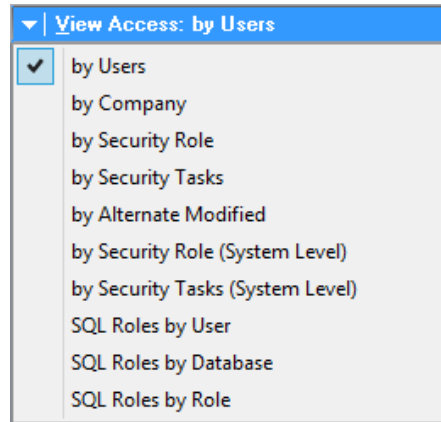 View Access: by Users
by Users
by Company
by Security Role
by Security Tasks
by Alternate Modified
by Security Role (System Level)
by Security Tasks (System Level)
SQL Roles by User
SQL Roles by Database
SQL Roles by Role